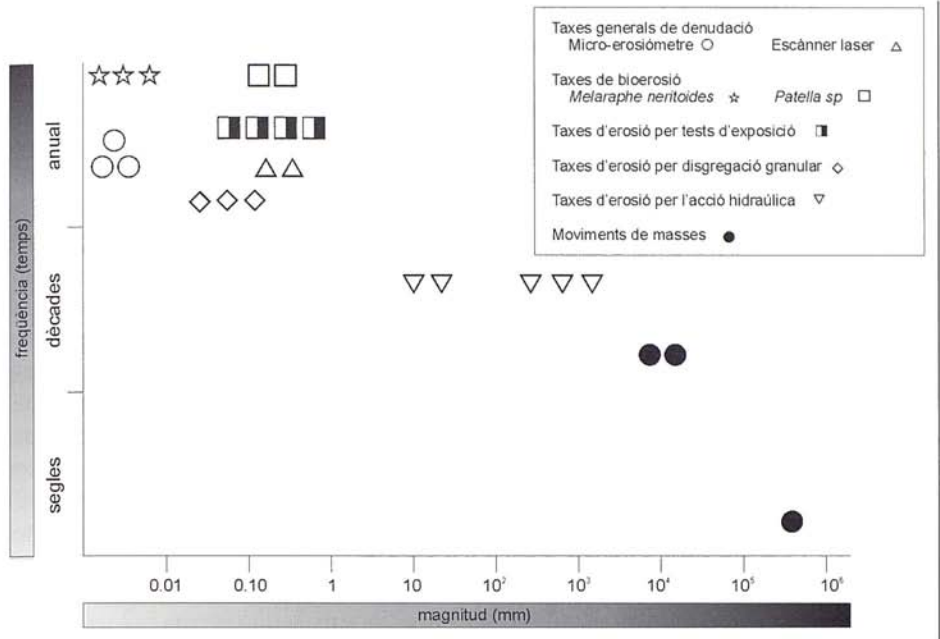 Taxes generals de denudació
Micro-erosiómetre Escànner laser
Taxes de bioerosió
Melaraphe neritoides Patella sp
Taxes d'erosió per tests d'exposició
Taxes d'erosió per disgregació granular
Taxes d'erosió per l'acció hidraúlica
Moviments de masses
freqüència (temps)
anual
dècades
segles
0.01 0.10 1 10 10² 10³ 10⁴ 10⁵ 10⁶
magnitud (mm)